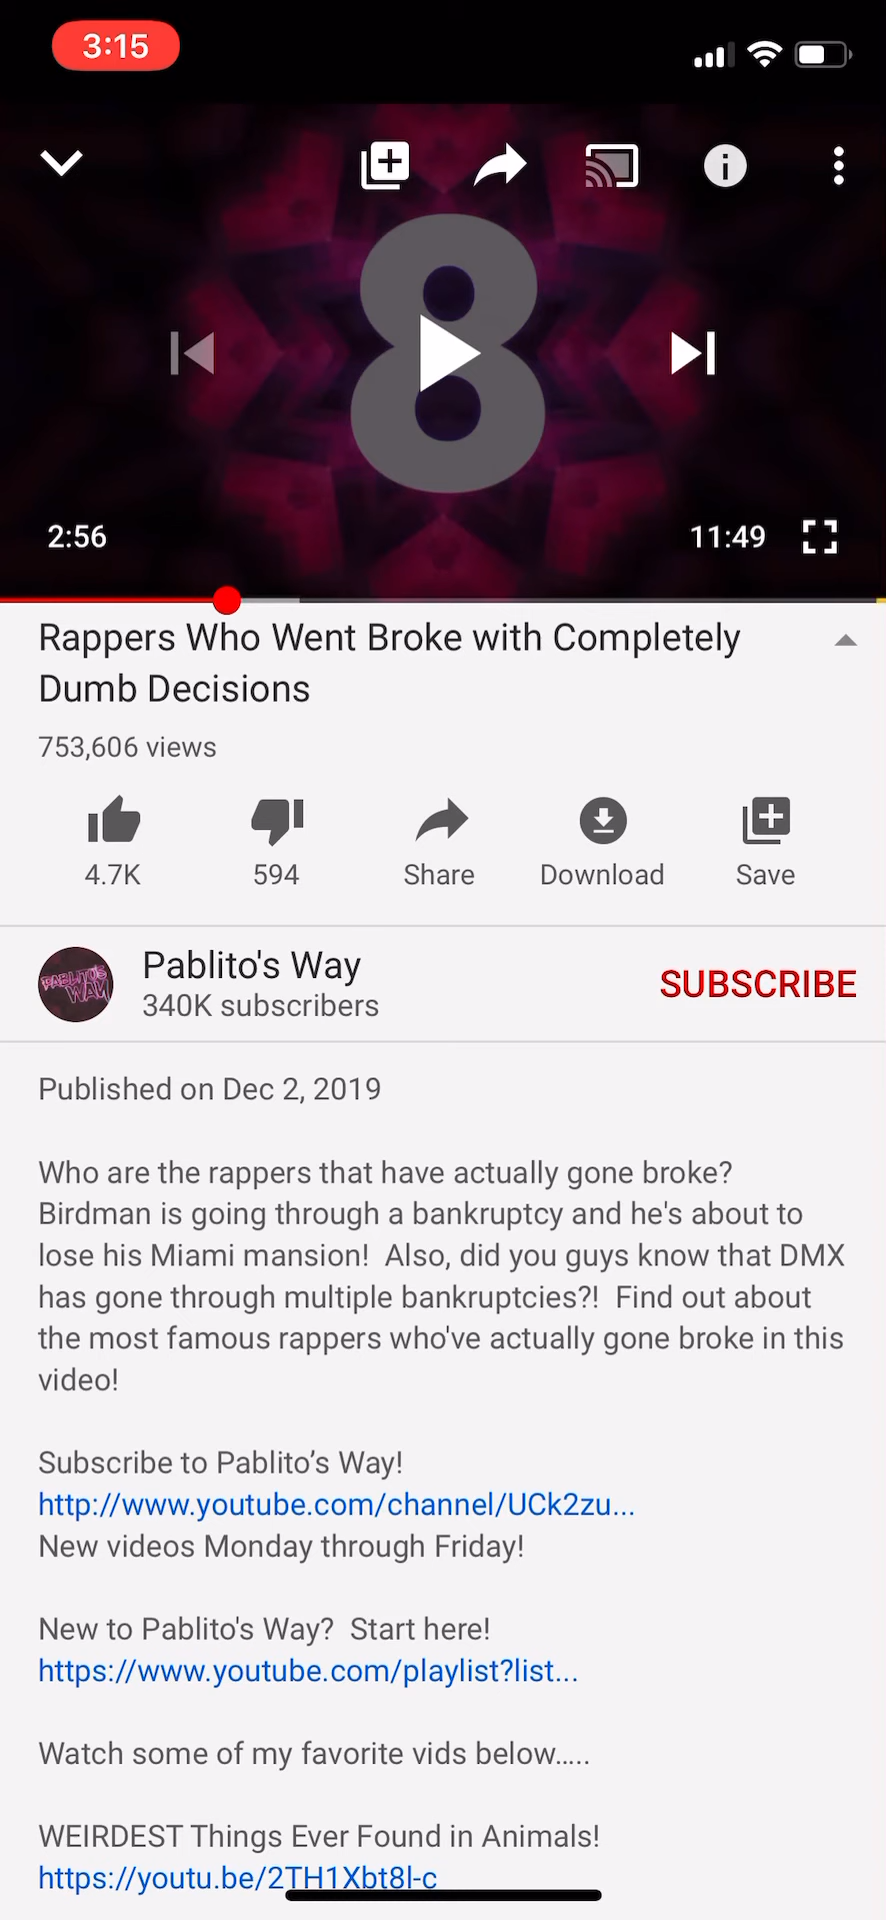 3:15
8
2:56
11:49
Rappers Who Went Broke with Completely
Dumb Decisions
753,606 views
4.7K
594
Share
Download
Save
PABLITO'S
WAY
Pablito's Way
340K subscribers
SUBSCRIBE
Published on Dec 2, 2019
Who are the rappers that have actually gone broke?
Birdman is going through a bankruptcy and he's about to
lose his Miami mansion!  Also, did you guys know that DMX
has gone through multiple bankruptcies?!  Find out about
the most famous rappers who've actually gone broke in this
video!
Subscribe to Pablito’s Way!
http://www.youtube.com/channel/UCk2zu...
New videos Monday through Friday!
New to Pablito's Way?  Start here!
https://www.youtube.com/playlist?list...
Watch some of my favorite vids below…..
WEIRDEST Things Ever Found in Animals!
https://youtu.be/2TH1Xbt8l-c